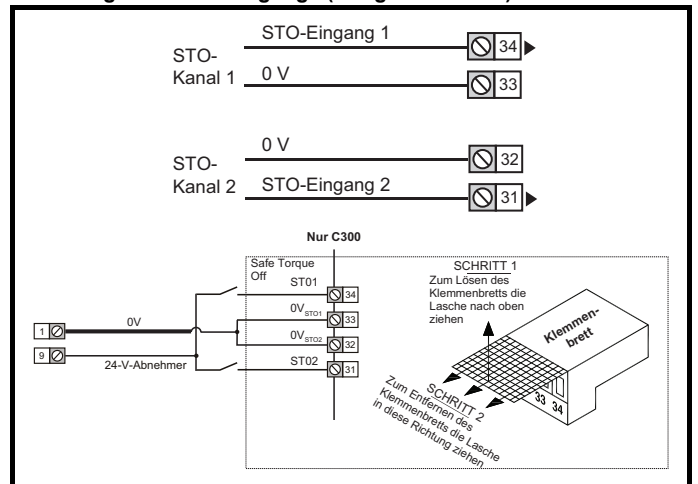 STO-
Kanal 1
STO-Eingang 1
34
0 V
33
STO-
Kanal 2
0 V
32
STO-Eingang 2
31
Nur C300
Safe Torque
Off
ST01
34
0V STO1
33
0V STO2
32
ST02
31
1
0V
9
24-V-Abnehmer
SCHRITT 1
Zum Lösen des
Klemmenbretts die
Lasche nach oben
ziehen
Klemmen-
brett
33 34
SCHRITT 2
Zum Entfernen des
Klemmenbretts die Lasche
in diese Richtung ziehen